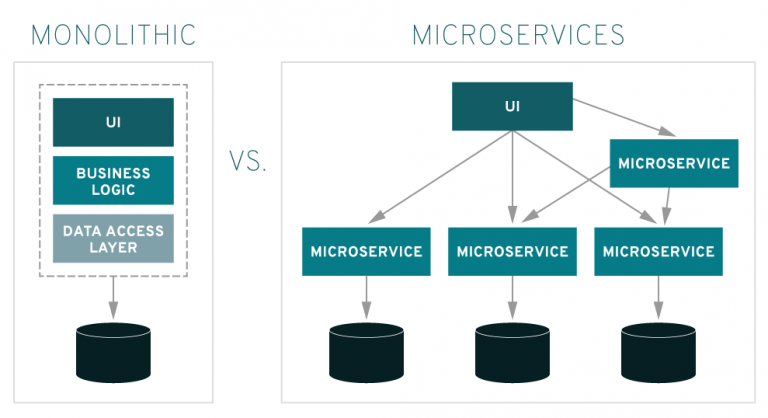 MONOLITHIC
UI
BUSINESS
LOGIC
DATA ACCESS
LAYER
VS.
MICROSERVICES
UI
MICROSERVICE
MICROSERVICE
MICROSERVICE
MICROSERVICE